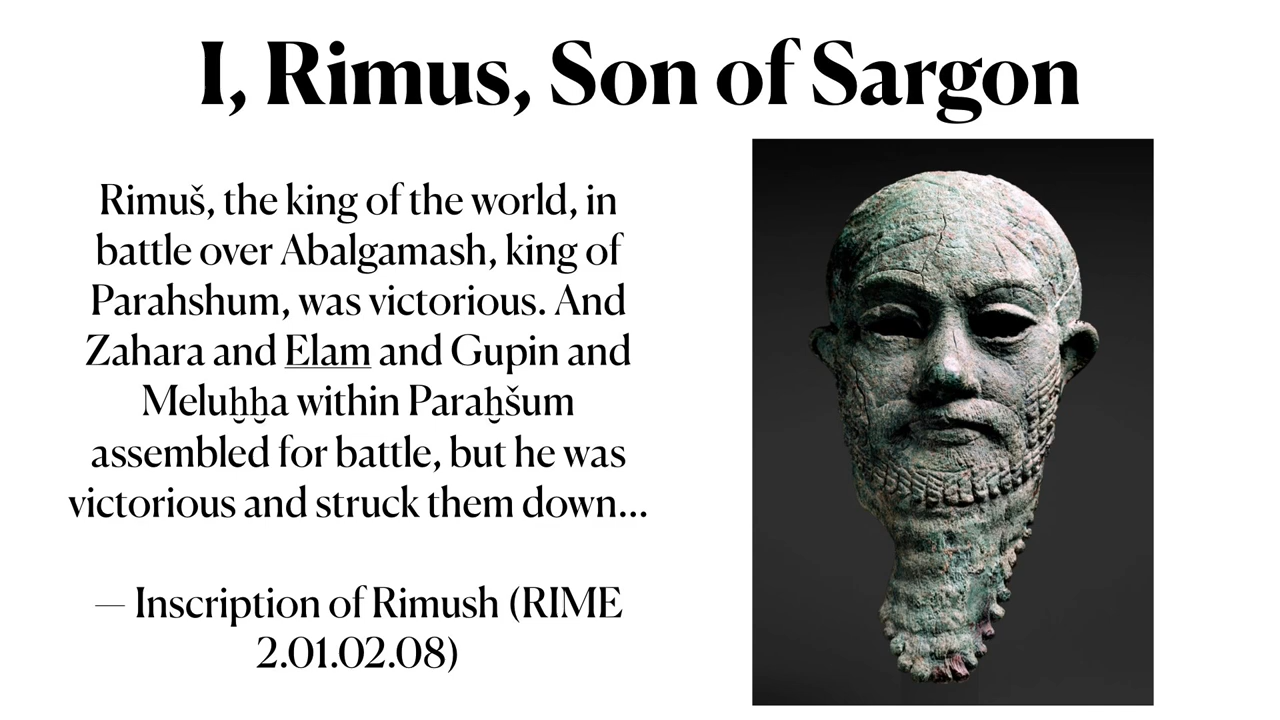 I, Rimus, Son of Sargon
Rimuš, the king of the world, in
battle over Abalgamash, king of
Parahshum, was victorious. And
Zahara and Elam and Gupin and
Meluḫḫa within Paraḫšum
assembled for battle, but he was
victorious and struck them down...
— Inscription of Rimush (RIME
2.01.02.08)